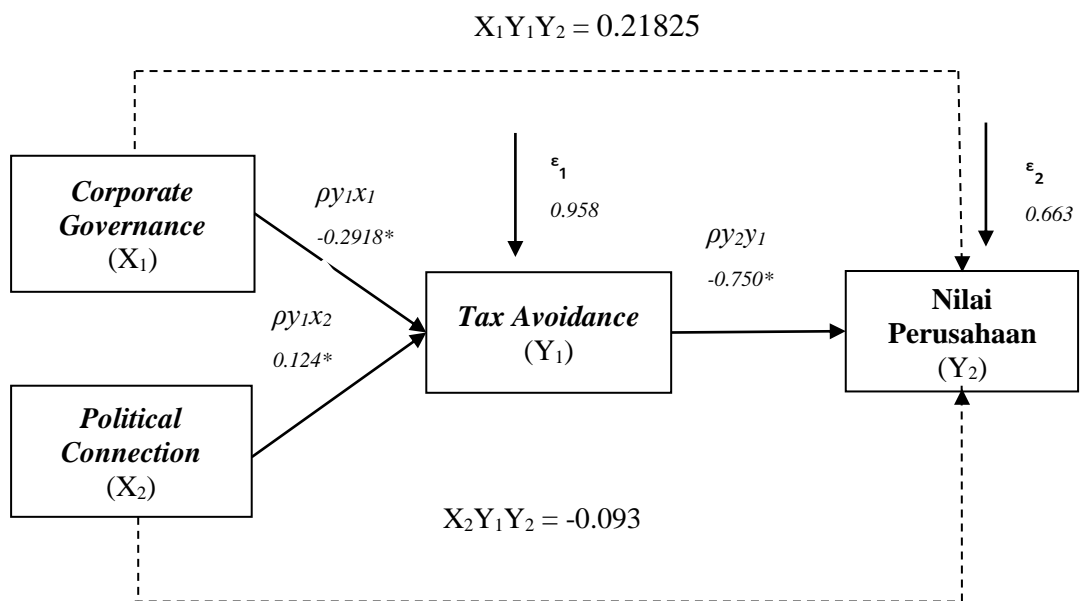 X₁Y₁Y₂ = 0.21825
Corporate
Governance
(X₁)
ρy₁x₁
-0.2918*
ε₁
0.958
ε₂
0.663
ρy₂y₁
-0.750*
ρy₁x₂
0.124*
Tax Avoidance
(Y₁)
Nilai
Perusahaan
(Y₂)
Political
Connection
(X₂)
X₂Y₁Y₂ = -0.093